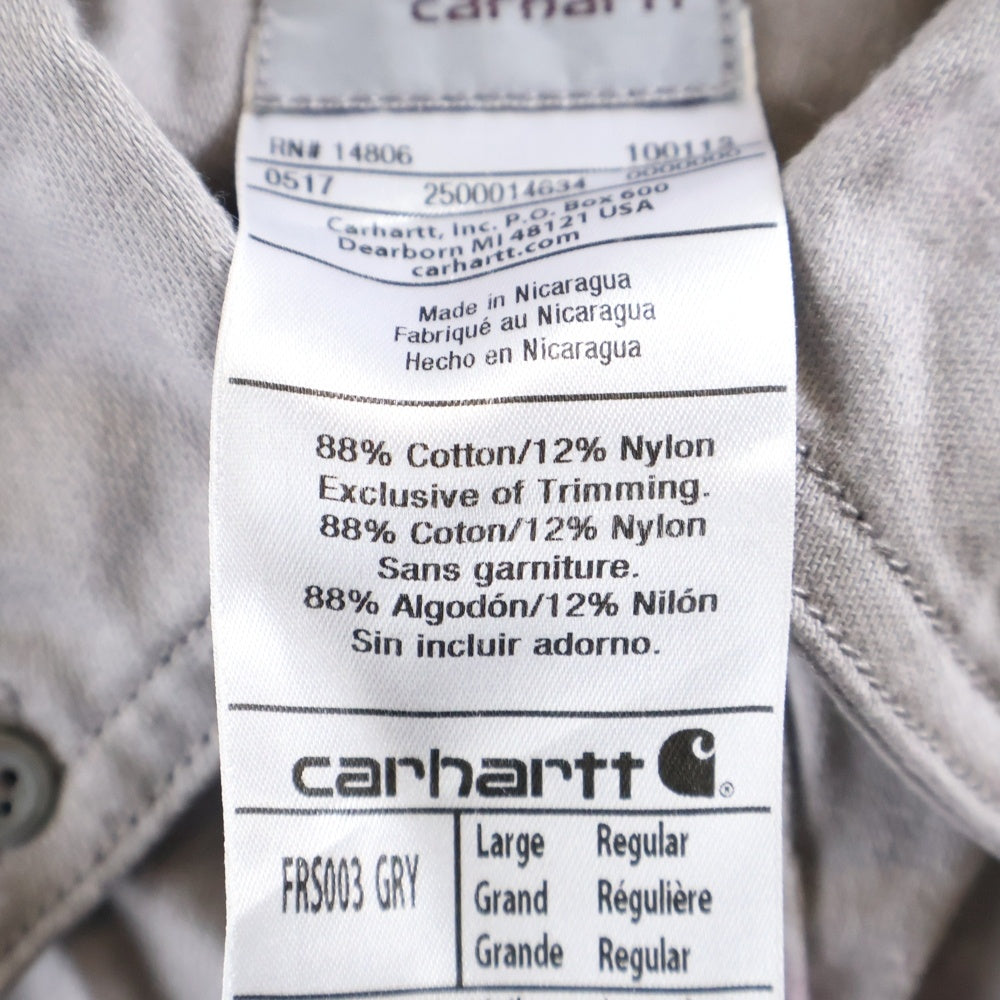 carhartt
RN# 14806 100113
0517 2500014634 0000000
Carhartt, Inc. P.O. Box 600
Dearborn MI 48121 USA
carhartt.com
Made in Nicaragua
Fabriqué au Nicaragua
Hecho en Nicaragua
88% Cotton/12% Nylon
Exclusive of Trimming.
88% Coton/12% Nylon
Sans garniture.
88% Algodón/12% Nilón
Sin incluir adorno.
carhartt ®
FRS003 GRY
Large Regular
Grand Régulière
Grande Regular